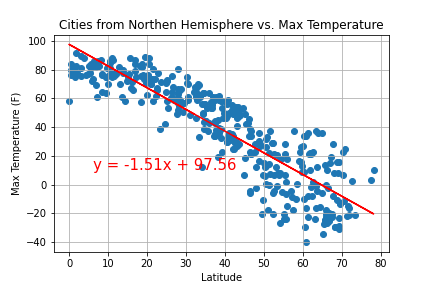 Cities from Northen Hemisphere vs. Max Temperature
Max Temperature (F)
100
80
60
40
20
0
−20
−40
y = -1.51x + 97.56
0 10 20 30 40 50 60 70 80
Latitude